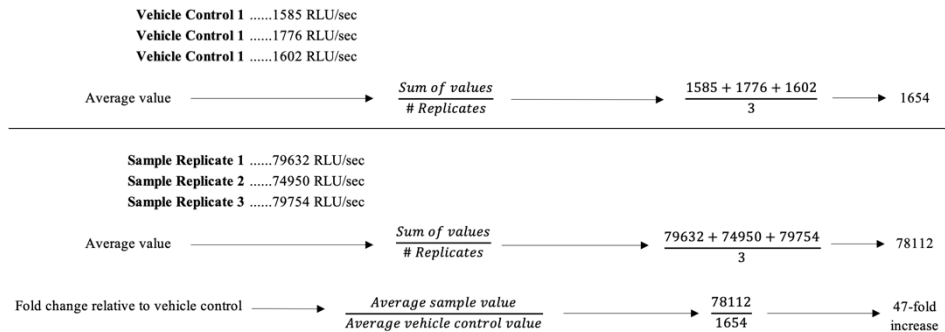 Vehicle Control 1 ......1585 RLU/sec
Vehicle Control 1 ......1776 RLU/sec
Vehicle Control 1 ......1602 RLU/sec
Average value
Sum of values
# Replicates
1585 + 1776 + 1602
3
1654
Sample Replicate 1 ......79632 RLU/sec
Sample Replicate 2 ......74950 RLU/sec
Sample Replicate 3 ......79754 RLU/sec
Average value
Sum of values
# Replicates
79632 + 74950 + 79754
3
78112
Fold change relative to vehicle control
Average sample value
Average vehicle control value
78112
1654
47-fold
increase